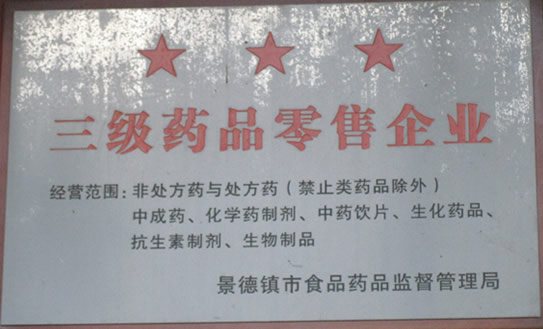 三级药品零售企业
经营范围：非处方药与处方药（禁止类药品除外）
中成药、化学药制剂、中药饮片、生化药品、
抗生素制剂、生物制品
景德镇市食品药品监督管理局